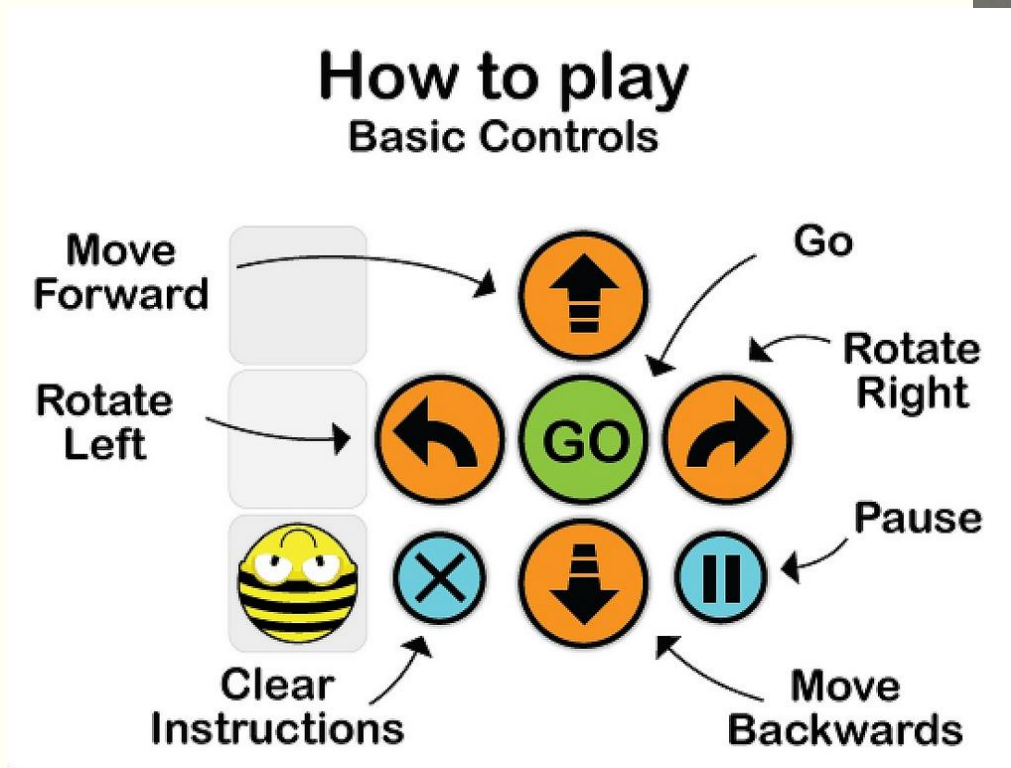 How to play
Basic Controls
Move
Forward
Go
Rotate
Right
Rotate
Left
GO
Pause
Clear
Instructions
Move
Backwards